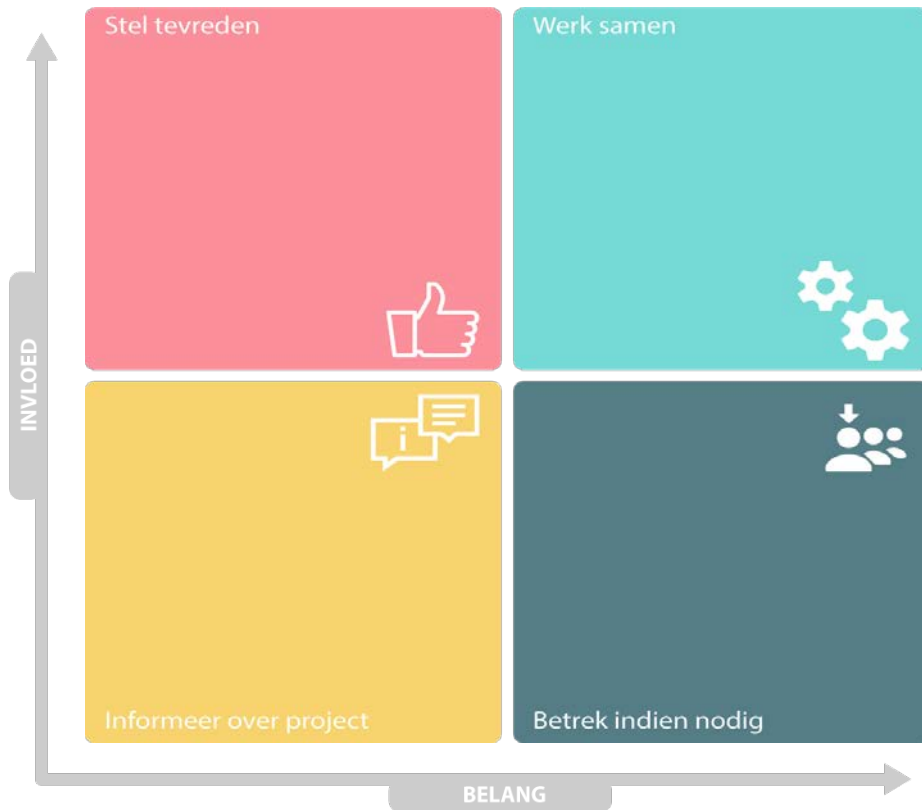 Stel tevreden
Werk samen
INVLOED
i
Informeer over project
Betrek indien nodig
BELANG